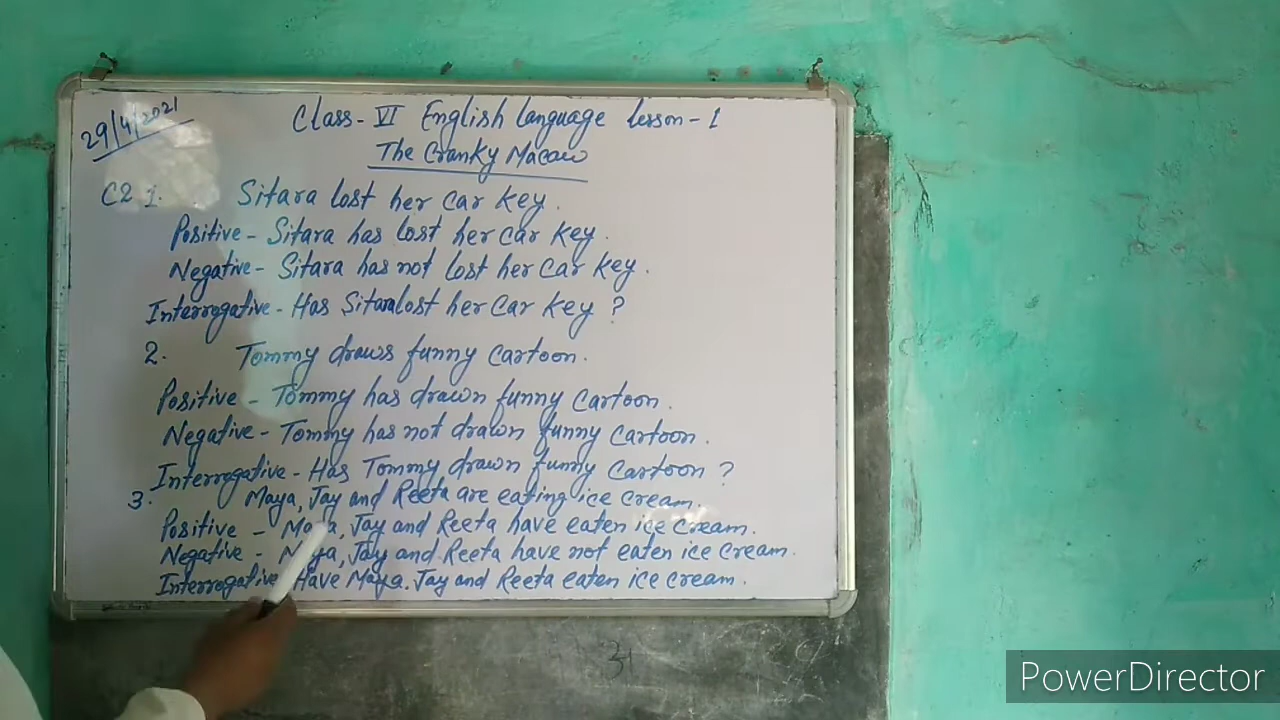 29/4/2021
Class- VI English language lesson-1
The Cranky Macaw
C2 1. Sitara lost her car key.
Positive - Sitara has lost her car key.
Negative - Sitara has not lost her car key.
Interrogative - Has Sitara lost her car key ?
2. Tommy draws funny cartoon.
Positive - Tommy has drawn funny cartoon.
Negative - Tommy has not drawn funny cartoon.
Interrogative - Has Tommy drawn funny cartoon ?
3. Maya, Jay and Reeta are eating ice cream.
Positive - Maya, Jay and Reeta have eaten ice cream.
Negative - Maya, Jay and Reeta have not eaten ice cream.
Interrogative Have Maya. Jay and Reeta eaten ice cream.
PowerDirector